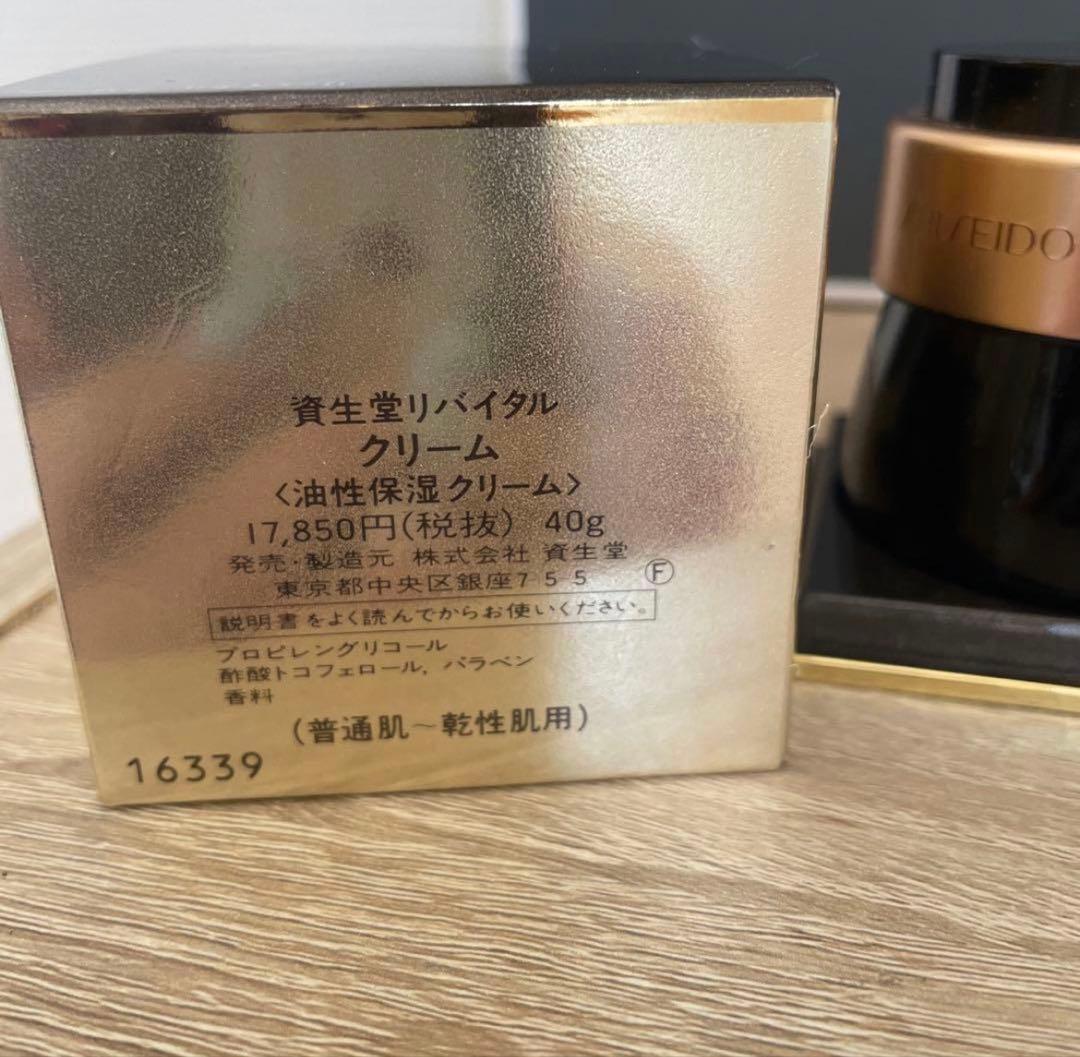 資生堂リバイタル
クリーム
〈油性保湿クリーム〉
17,850円(税抜) 40g
発売・製造元 株式会社 資生堂
東京都中央区銀座7 5 5 Ⓕ
説明書をよく読んでからお使いください。
プロピレングリコール
酢酸トコフェロール, パラベン
香料
(普通肌〜乾性肌用)
16339
SHISEIDO